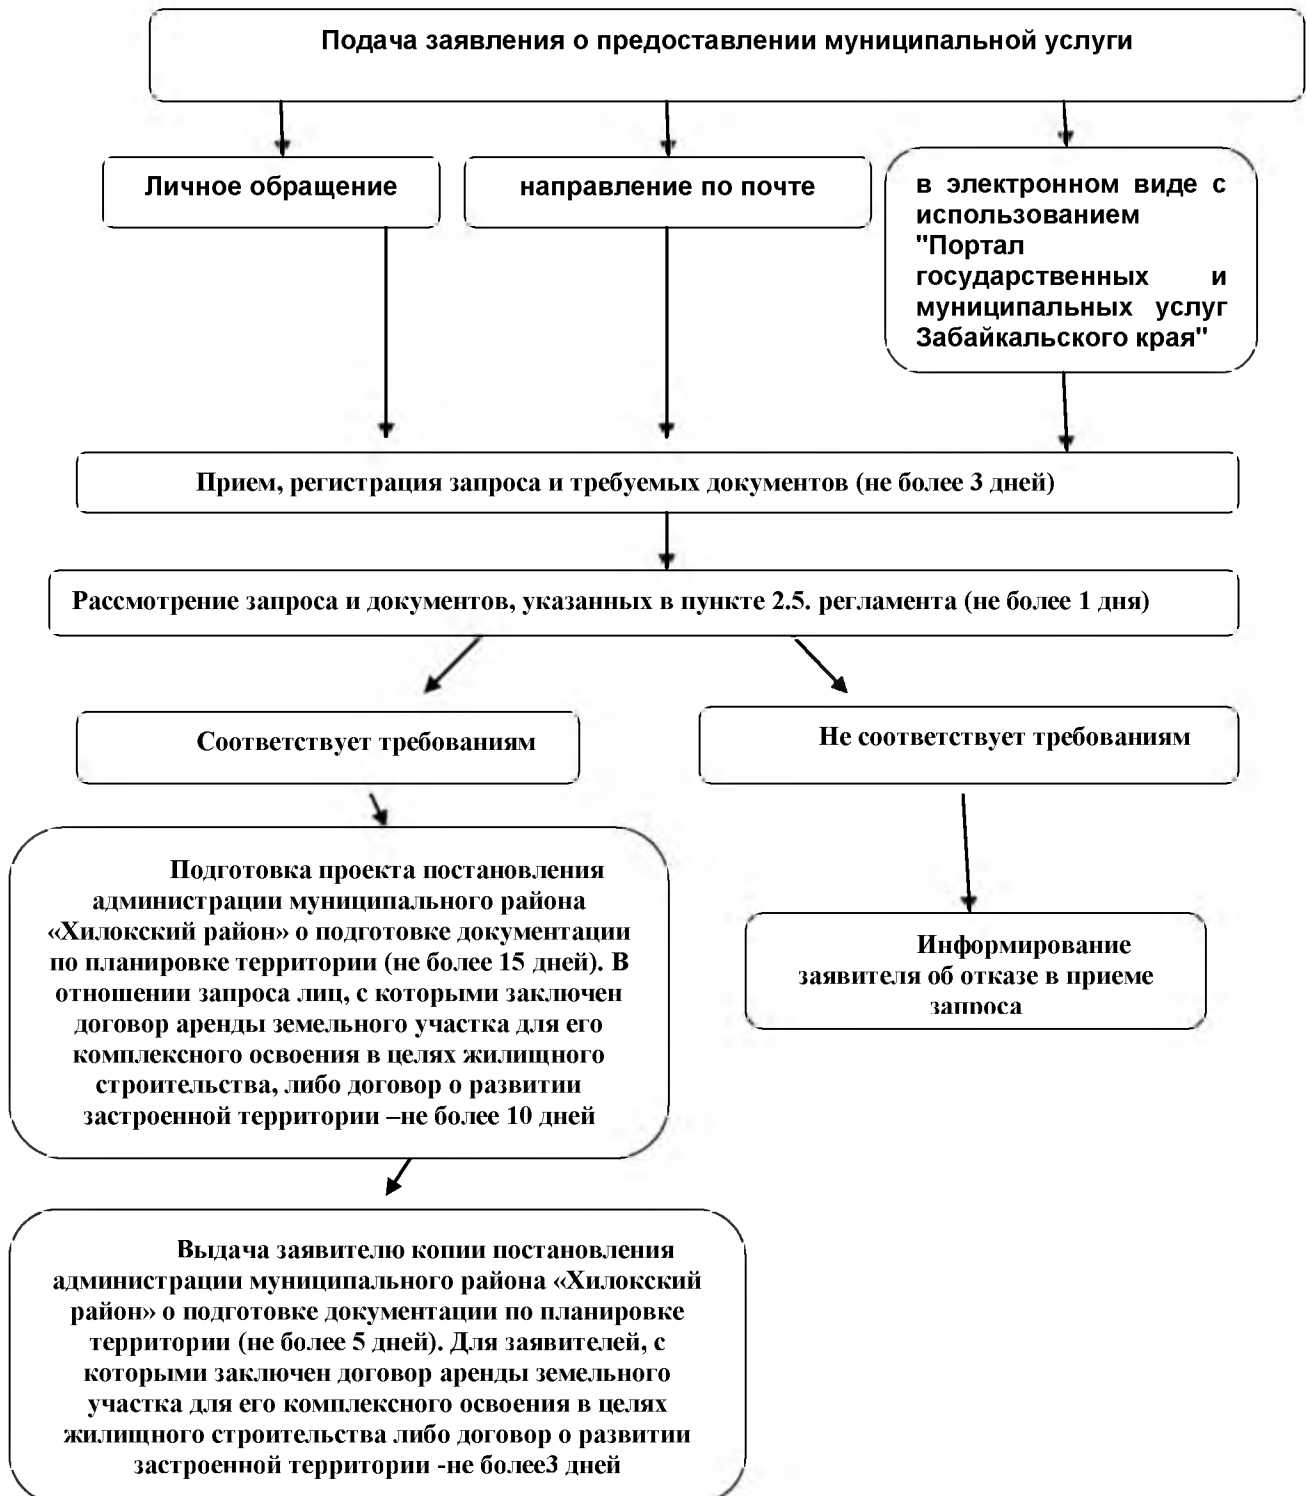 Подача заявления о предоставлении муниципальной услуги
Личное обращение
направление по почте
в электронном виде с
использованием
"Портал
государственных и
муниципальных услуг
Забайкальского края"
Прием, регистрация запроса и требуемых документов (не более 3 дней)
Рассмотрение запроса и документов, указанных в пункте 2.5. регламента (не более 1 дня)
Соответствует требованиям
Не соответствует требованиям
Подготовка проекта постановления
администрации муниципального района
«Хилокский район» о подготовке документации
по планировке территории (не более 15 дней). В
отношении запроса лиц, с которыми заключен
договор аренды земельного участка для его
комплексного освоения в целях жилищного
строительства, либо договор о развитии
застроенной территории –не более 10 дней
Информирование
заявителя об отказе в приеме
запроса
Выдача заявителю копии постановления
администрации муниципального района «Хилокский
район» о подготовке документации по планировке
территории (не более 5 дней). Для заявителей, с
которыми заключен договор аренды земельного
участка для его комплексного освоения в целях
жилищного строительства либо договор о развитии
застроенной территории -не более3 дней